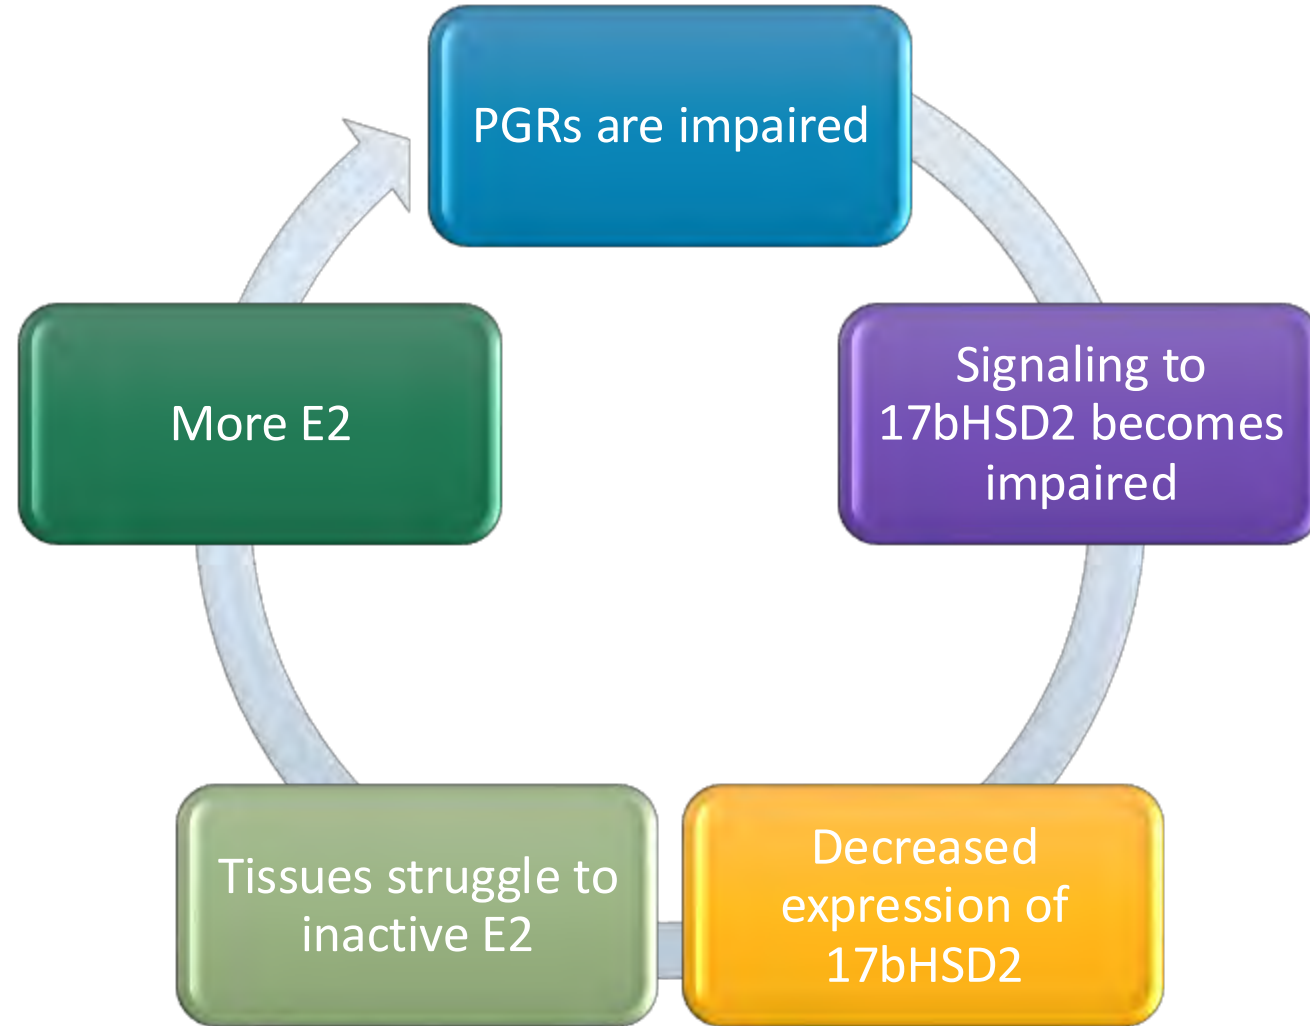 PGRs are impaired
Signaling to
17bHSD2 becomes
impaired
Decreased
expression of
17bHSD2
Tissues struggle to
inactive E2
More E2